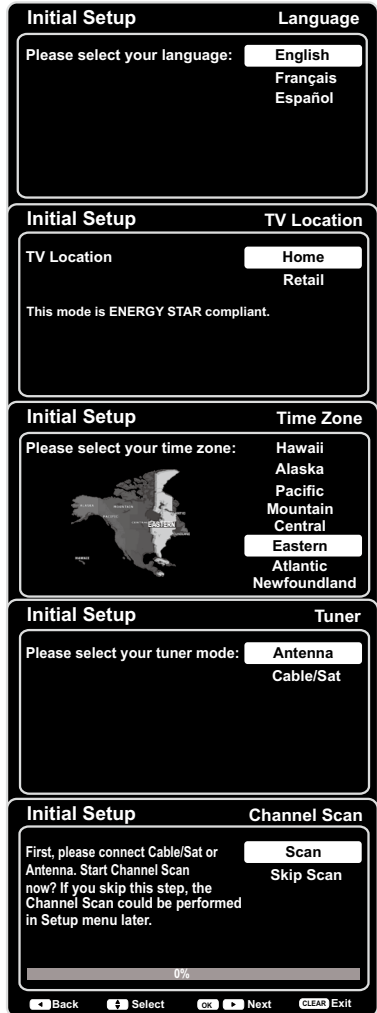 Initial Setup Language
Please select your language: English
Français
Español
Initial Setup TV Location
TV Location Home
Retail
This mode is ENERGY STAR compliant.
Initial Setup Time Zone
Please select your time zone: Hawaii
Alaska
Pacific
Mountain
Central
EASTERN
Eastern
Atlantic
Newfoundland
Initial Setup Tuner
Please select your tuner mode: Antenna
Cable/Sat
Initial Setup Channel Scan
First, please connect Cable/Sat or Scan
Antenna. Start Channel Scan
now? If you skip this step, the Skip Scan
Channel Scan could be performed
in Setup menu later.
0%
Back Select OK Next CLEAR Exit